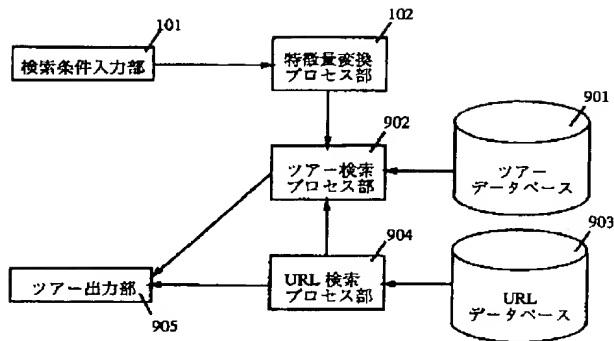 101
102
検索条件入力部
特徴量変換
プロセス部
902
901
ツアー検索
プロセス部
ツアー
データベース
904
903
URL 検索
プロセス部
URL
データベース
ツアー出力部
905